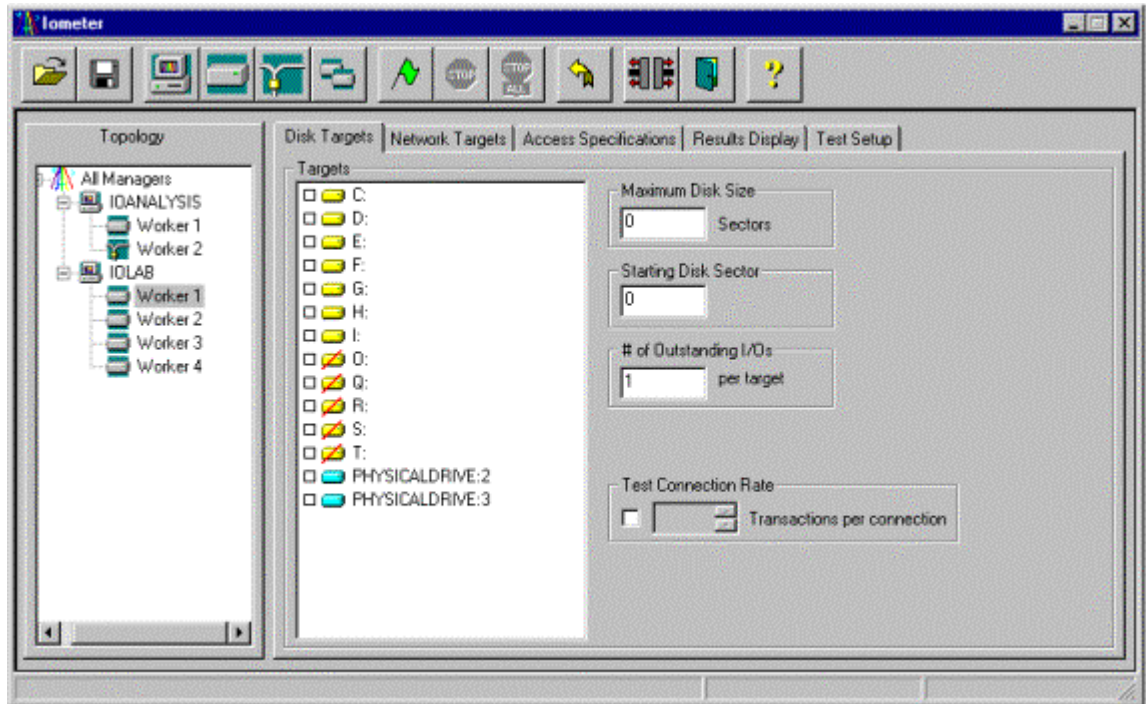 Iometer
STOP
STOP
ALL
?
Topology
All Managers
IOANALYSIS
Worker 1
Worker 2
IOLAB
Worker 1
Worker 2
Worker 3
Worker 4
Disk Targets
Network Targets
Access Specifications
Results Display
Test Setup
Targets
C:
D:
E:
F:
G:
H:
I:
O:
Q:
R:
S:
T:
PHYSICALDRIVE:2
PHYSICALDRIVE:3
Maximum Disk Size
0 Sectors
Starting Disk Sector
0
# of Outstanding I/Os
1 per target
Test Connection Rate
Transactions per connection